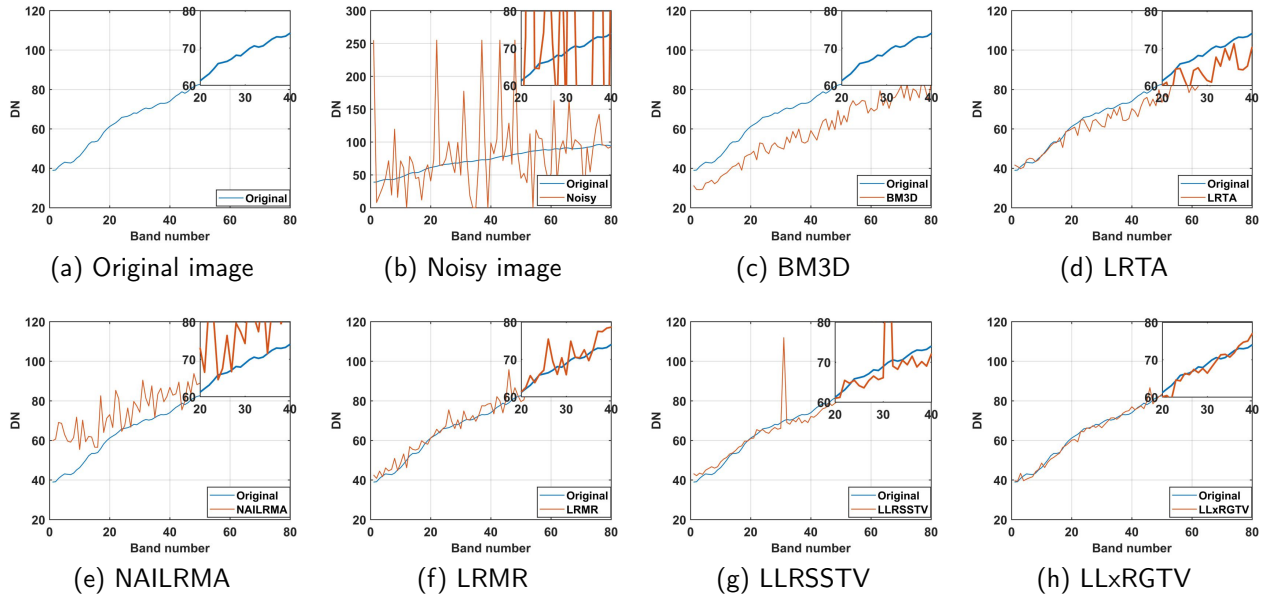 120
100
80
60
40
20
DN
0 20 40 60 80
Band number
80
70
60
20 30 40
Original
(a) Original image
300
250
200
150
100
50
0
DN
0 20 40 60 80
Band number
80
70
60
20 30 40
Original
Noisy
(b) Noisy image
120
100
80
60
40
20
DN
0 20 40 60 80
Band number
80
70
60
20 30 40
Original
BM3D
(c) BM3D
120
100
80
60
40
20
DN
0 20 40 60 80
Band number
80
70
60
20 30 40
Original
LRTA
(d) LRTA
120
100
80
60
40
20
DN
0 20 40 60 80
Band number
80
70
60
20 30 40
Original
NAILRMA
(e) NAILRMA
120
100
80
60
40
20
DN
0 20 40 60 80
Band number
80
70
60
20 30 40
Original
LRMR
(f) LRMR
120
100
80
60
40
20
DN
0 20 40 60 80
Band number
80
70
60
20 30 40
Original
LLRSSTV
(g) LLRSSTV
120
100
80
60
40
20
DN
0 20 40 60 80
Band number
80
70
60
20 30 40
Original
LLxRGTV
(h) LLxRGTV